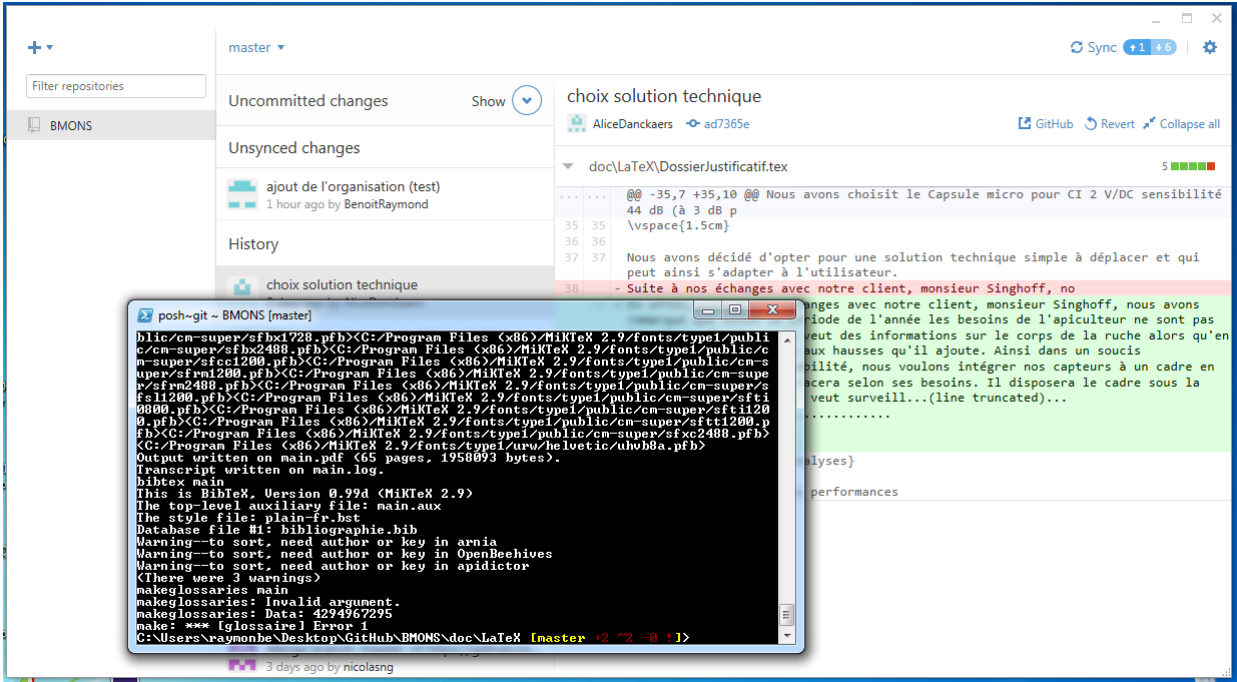 master
Sync +1 +6
Filter repositories
BMONS
Uncommitted changes
Show
Unsynced changes
ajout de l'organisation (test)
1 hour ago by BenoitRaymond
History
choix solution technique
choix solution technique
AliceDanckaers ad7365e
GitHub Revert Collapse all
doc\LaTeX\DossierJustificatif.tex
5
... ... @@ -35,7 +35,10 @@ Nous avons choisit le Capsule micro pour CI 2 V/DC sensibilité
44 dB (à 3 dB p
35 35 \vspace{1.5cm}
36 36
37 37 Nous avons décidé d'opter pour une solution technique simple à déplacer et qui
peut ainsi s'adapter à l'utilisateur.
38 - Suite à nos échanges avec notre client, monsieur Singhoff, no
anges avec notre client, monsieur Singhoff, nous avons
riode de l'année les besoins de l'apiculteur ne sont pas
veut des informations sur le corps de la ruche alors qu'en
aux hausses qu'il ajoute. Ainsi dans un soucis
bilité, nous voulons intégrer nos capteurs à un cadre en
acera selon ses besoins. Il disposera le cadre sous la
veut surveill...(line truncated)...
............
alyses}
performances
posh~git ~ BMONS [master]
blic/cm-super/sfbx1728.pfb><C:/Program Files (x86)/MiKTeX 2.9/fonts/type1/publi
c/cm-super/sfbx2488.pfb><C:/Program Files (x86)/MiKTeX 2.9/fonts/type1/public/c
m-super/sfcc1200.pfb><C:/Program Files (x86)/MiKTeX 2.9/fonts/type1/public/cm-s
uper/sfrm1200.pfb><C:/Program Files (x86)/MiKTeX 2.9/fonts/type1/public/cm-supe
r/sfrm2488.pfb><C:/Program Files (x86)/MiKTeX 2.9/fonts/type1/public/cm-super/s
fsl1200.pfb><C:/Program Files (x86)/MiKTeX 2.9/fonts/type1/public/cm-super/sfti
0800.pfb><C:/Program Files (x86)/MiKTeX 2.9/fonts/type1/public/cm-super/sfti120
0.pfb><C:/Program Files (x86)/MiKTeX 2.9/fonts/type1/public/cm-super/sftt1200.p
fb><C:/Program Files (x86)/MiKTeX 2.9/fonts/type1/public/cm-super/sfxc2488.pfb>
<C:/Program Files (x86)/MiKTeX 2.9/fonts/type1/urw/helvetic/uhvb8a.pfb>
Output written on main.pdf (65 pages, 1958093 bytes).
Transcript written on main.log.
bibtex main
This is BibTeX, Version 0.99d (MiKTeX 2.9)
The top-level auxiliary file: main.aux
The style file: plain-fr.bst
Database file #1: bibliographie.bib
Warning--to sort, need author or key in arnia
Warning--to sort, need author or key in OpenBeehives
Warning--to sort, need author or key in apidictor
(There were 3 warnings)
makeglossaries main
makeglossaries: Invalid argument.
makeglossaries: Data: 4294967295
make: *** [glossaire] Error 1
C:\Users\raymonbe\Desktop\GitHub\BMONS\doc\LaTeX [master +2 ~2 -0 !]>
3 days ago by nicolasng